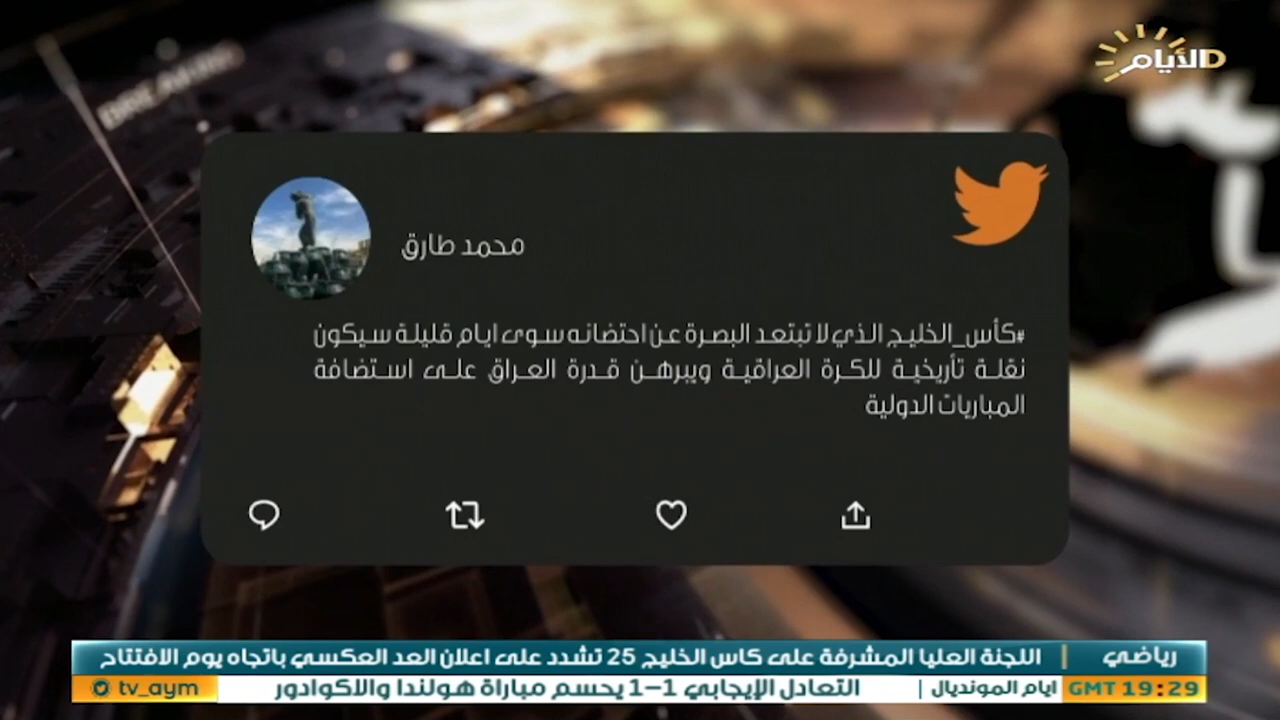 الأيام
BREAKING
محمد طارق
#كأس_الخليج الذي لا تبتعد البصرة عن احتضانه سوى ايام قليلة سيكون
نقلة تأريخية للكرة العراقية ويبرهن قدرة العراق على استضافة
المباريات الدولية
رياضي | اللجنة العليا المشرفة على كاس الخليج 25 تشدد على اعلان العد العكسي باتجاه يوم الافتتاح
GMT 19:29 ايام المونديال | التعادل الإيجابي 1-1 يحسم مباراة هولندا والاكوادور tv_aym